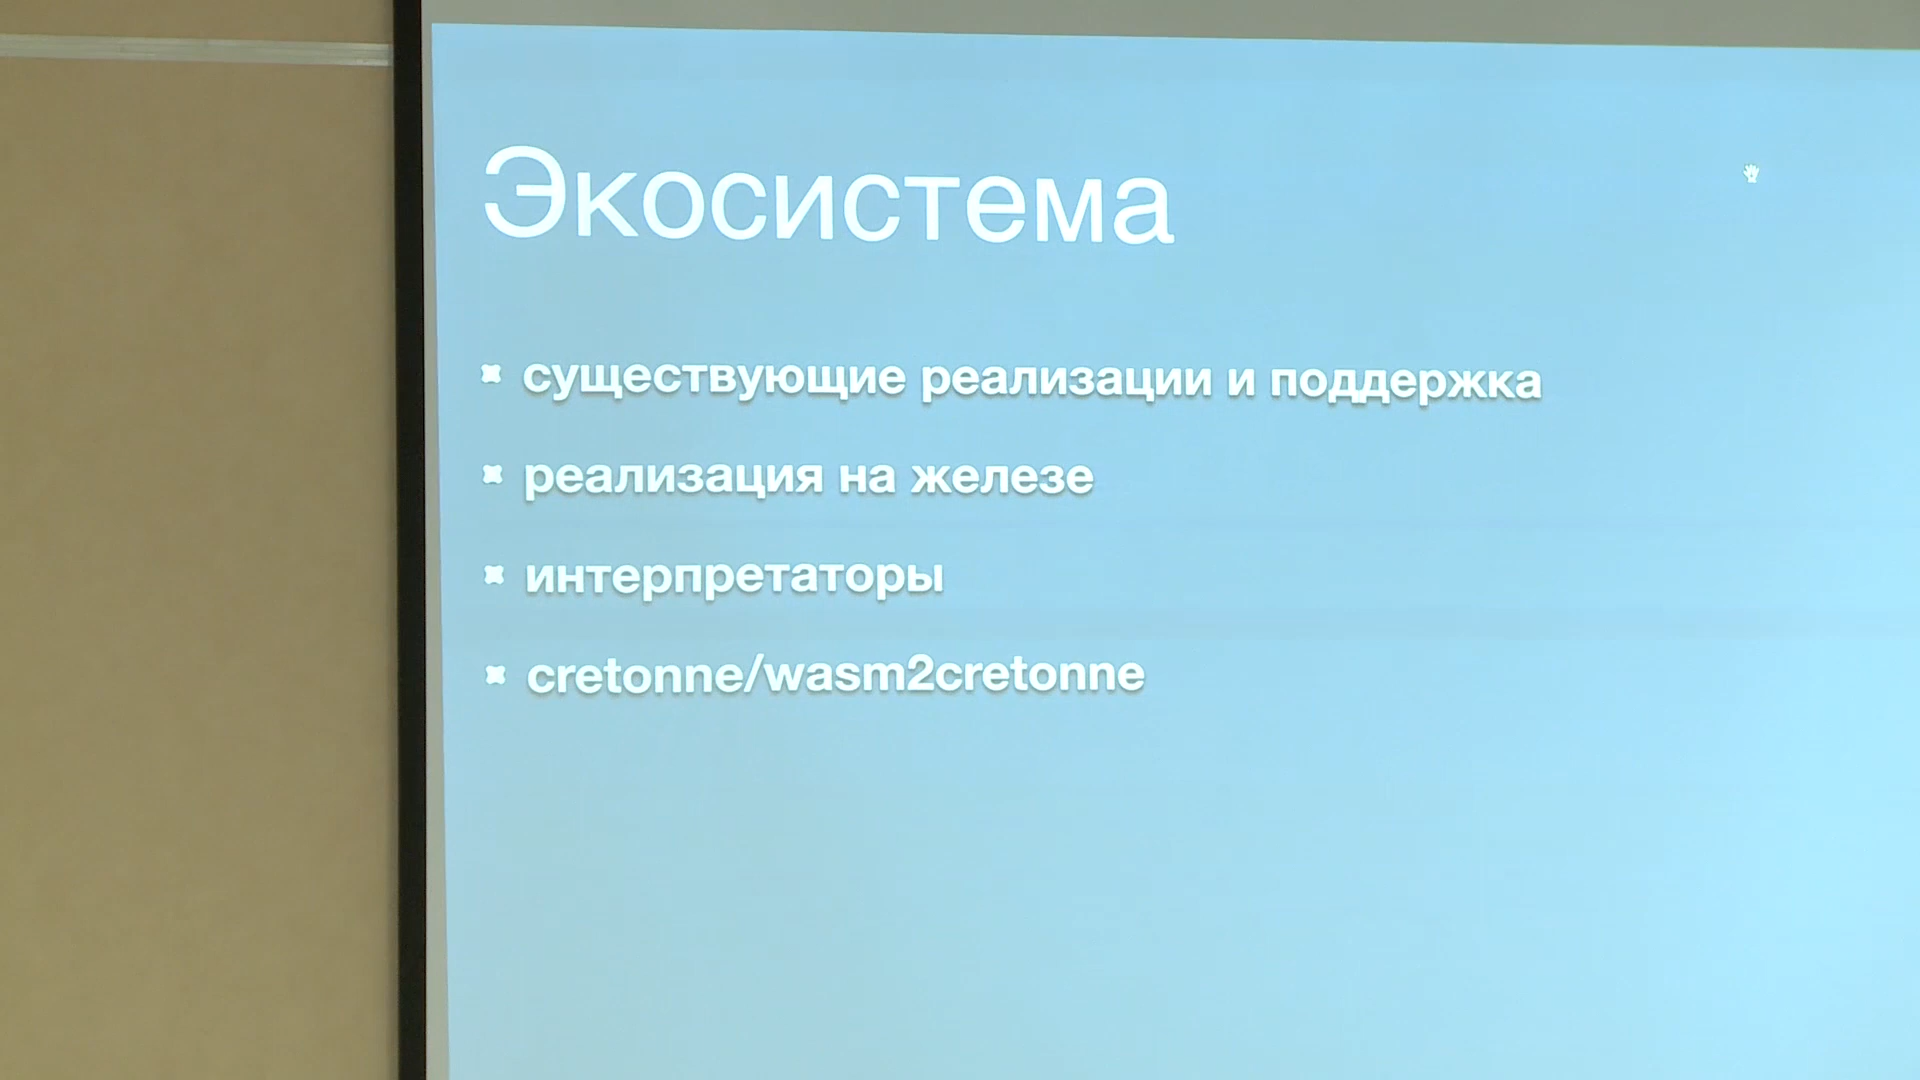 Экосистема
существующие реализации и поддержка
реализация на железе
интерпретаторы
cretonne/wasm2cretonne